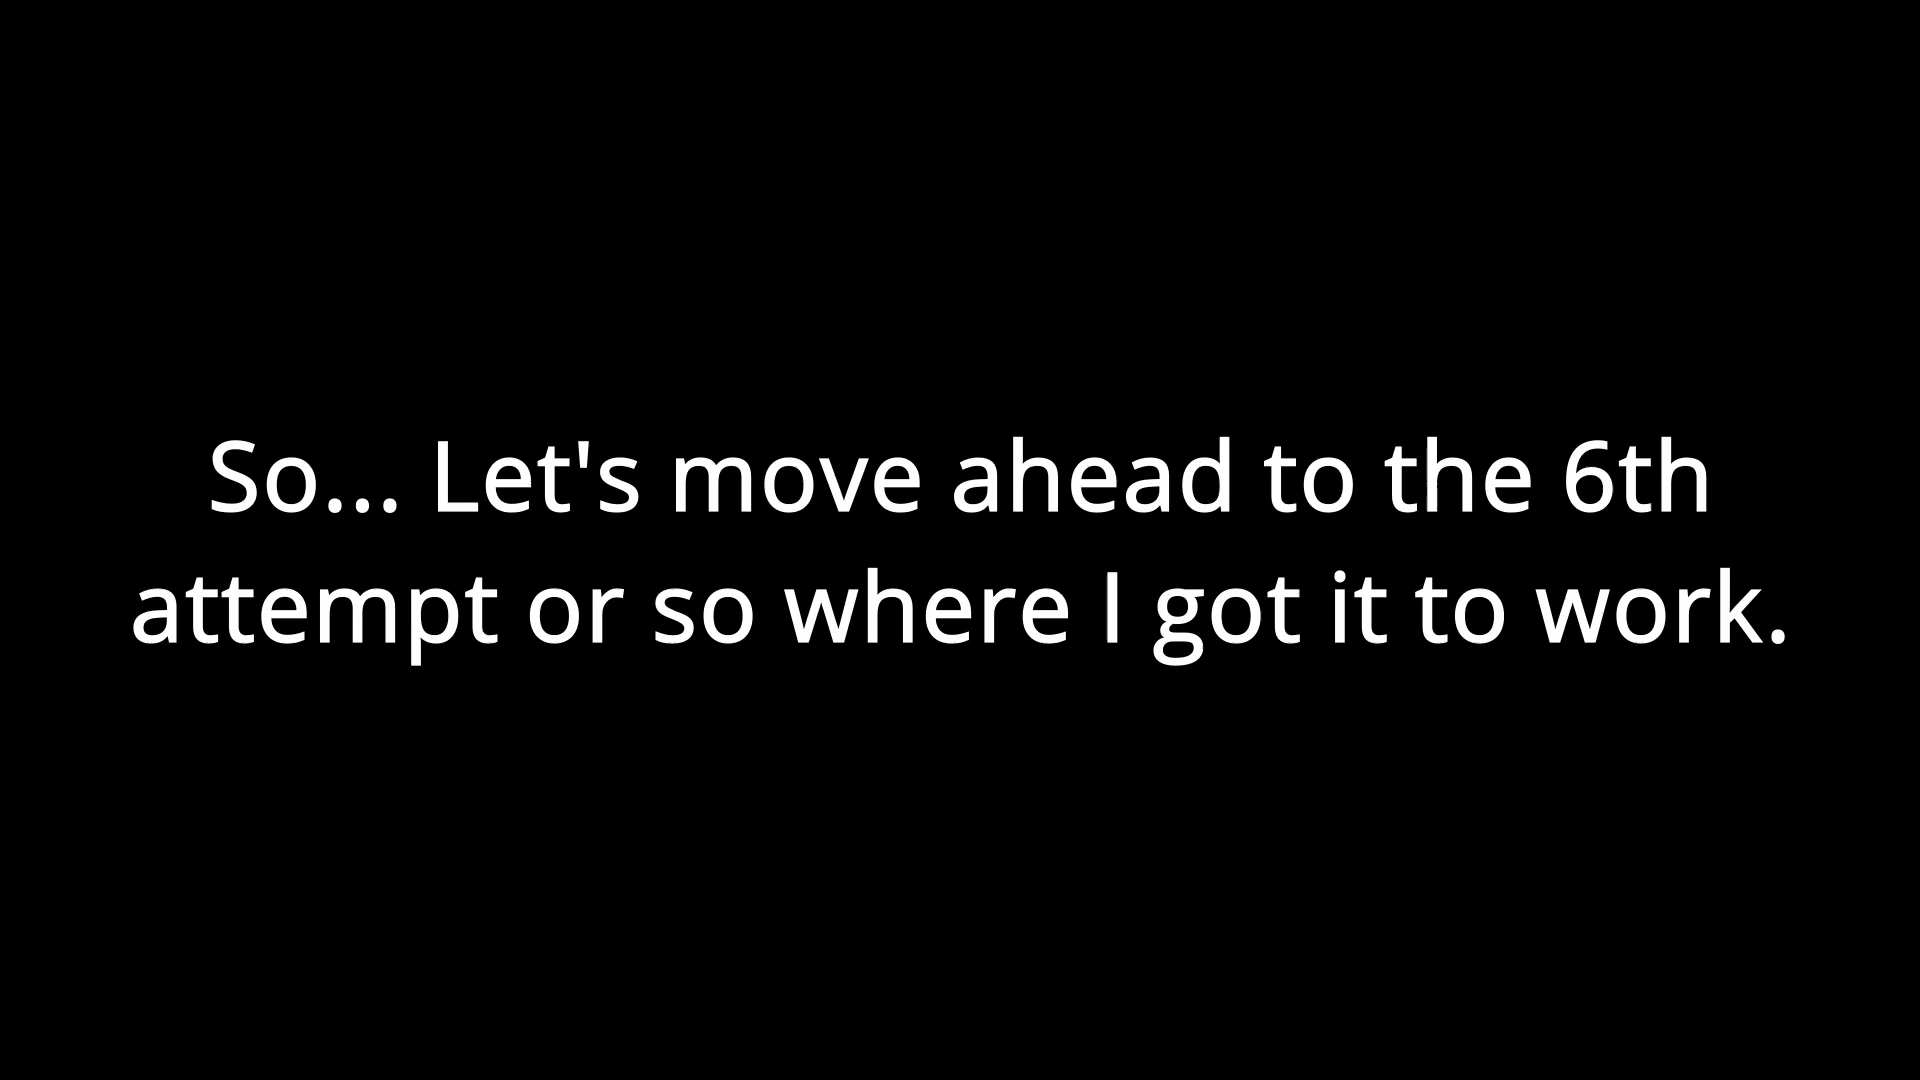 So... Let's move ahead to the 6th
attempt or so where I got it to work.